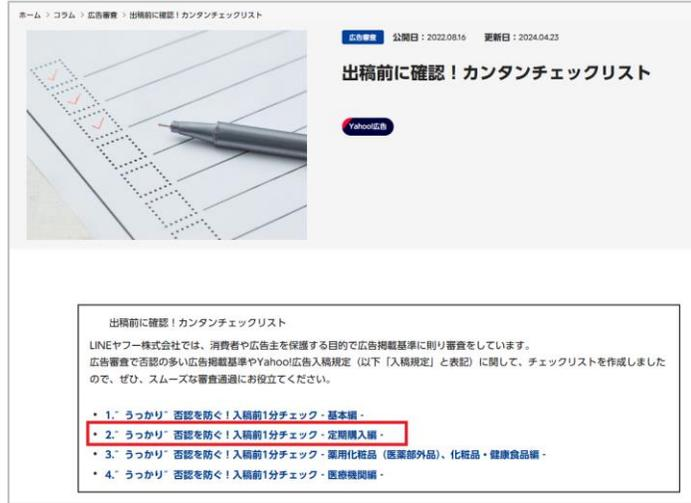 ホーム > コラム > 広告審査 > 出稿前に確認！カンタンチェックリスト
広告審査 公開日：2022.08.16 更新日：2024.04.23
出稿前に確認！カンタンチェックリスト
Yahoo!広告
出稿前に確認！カンタンチェックリスト
LINEヤフー株式会社では、消費者や広告主を保護する目的で広告掲載基準に則り審査をしています。
広告審査で否認の多い広告掲載基準やYahoo!広告入稿規定（以下「入稿規定」と表記）に関して、チェックリストを作成しました
ので、ぜひ、スムーズな審査通過にお役立てください。
• 1.“うっかり”否認を防ぐ！入稿前1分チェック - 基本編 -
• 2.“うっかり”否認を防ぐ！入稿前1分チェック - 定期購入編 -
• 3.“うっかり”否認を防ぐ！入稿前1分チェック - 薬用化粧品（医薬部外品）、化粧品・健康食品編 -
• 4.“うっかり”否認を防ぐ！入稿前1分チェック - 医療機関編 -